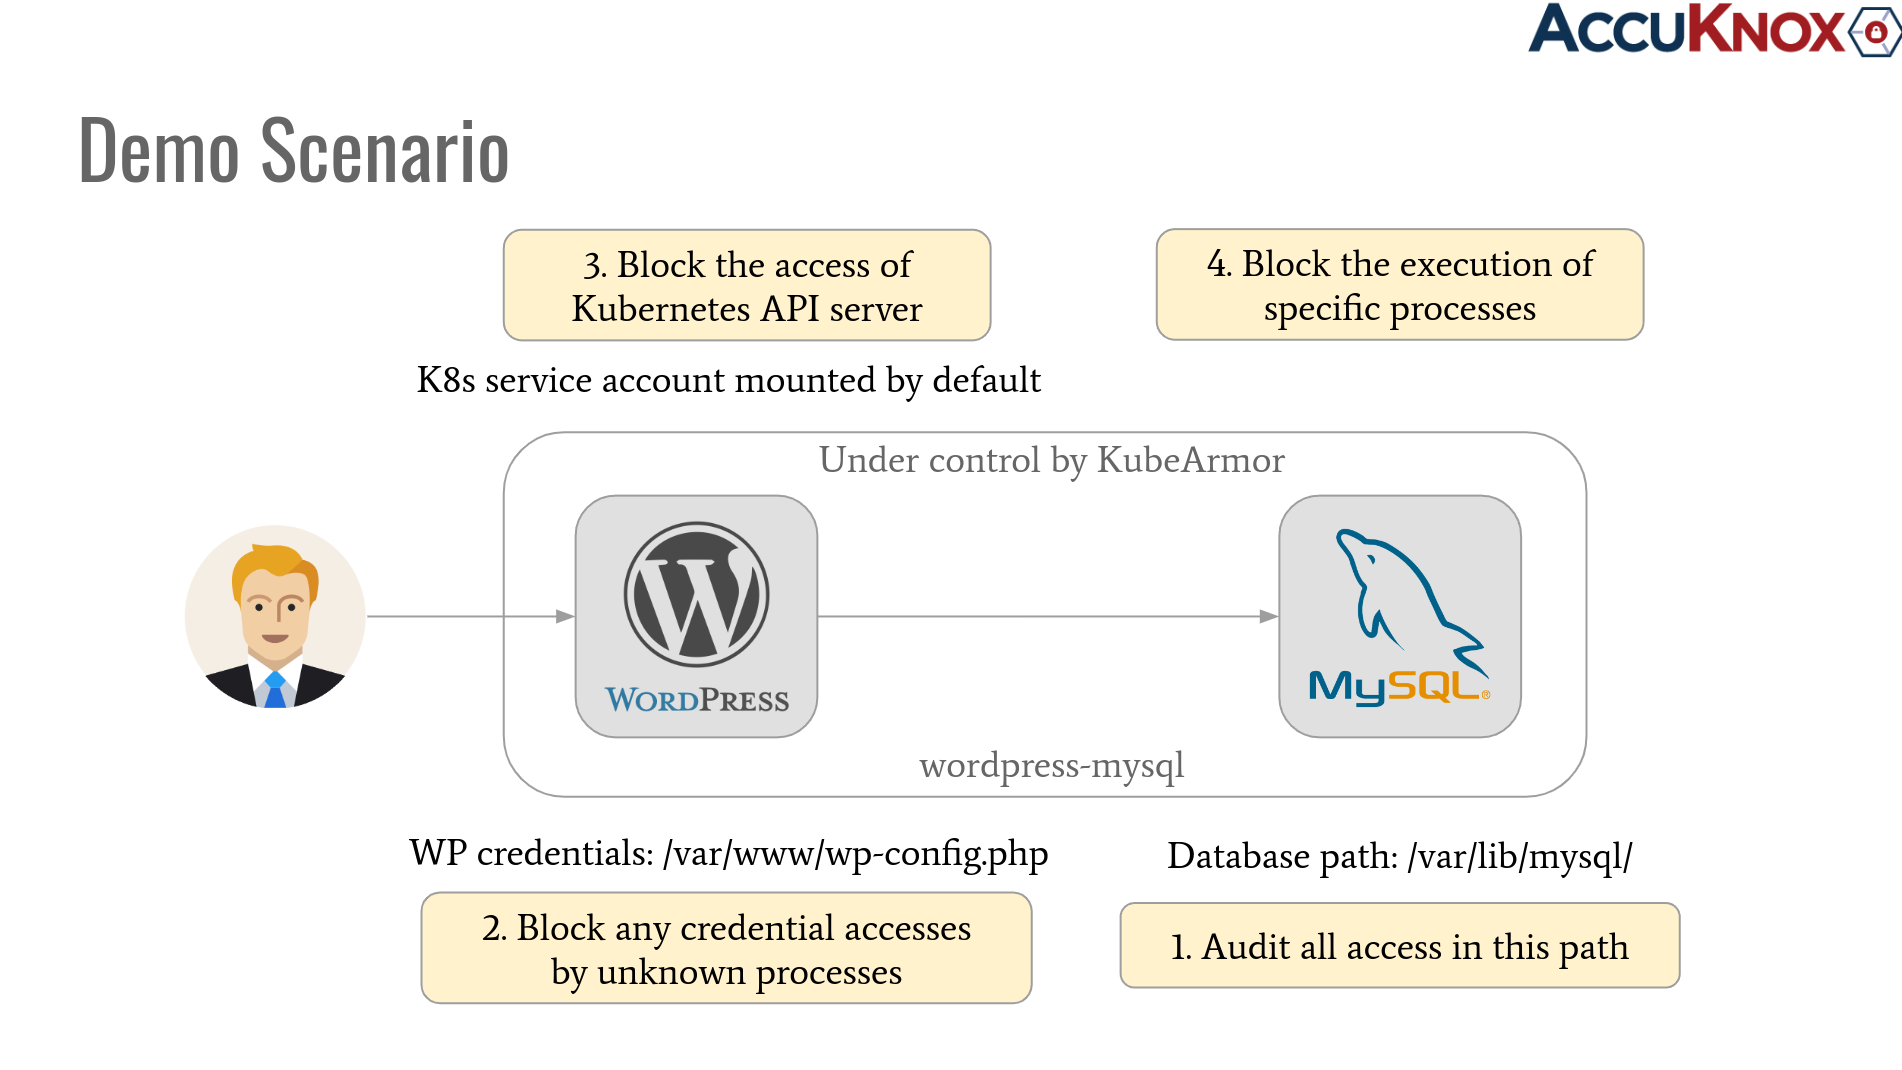 ACCUKNOX
Demo Scenario
3. Block the access of
Kubernetes API server
4. Block the execution of
specific processes
K8s service account mounted by default
Under control by KubeArmor
W
WORDPRESS
MySQL®
wordpress-mysql
WP credentials: /var/www/wp-config.php
Database path: /var/lib/mysql/
2. Block any credential accesses
by unknown processes
1. Audit all access in this path